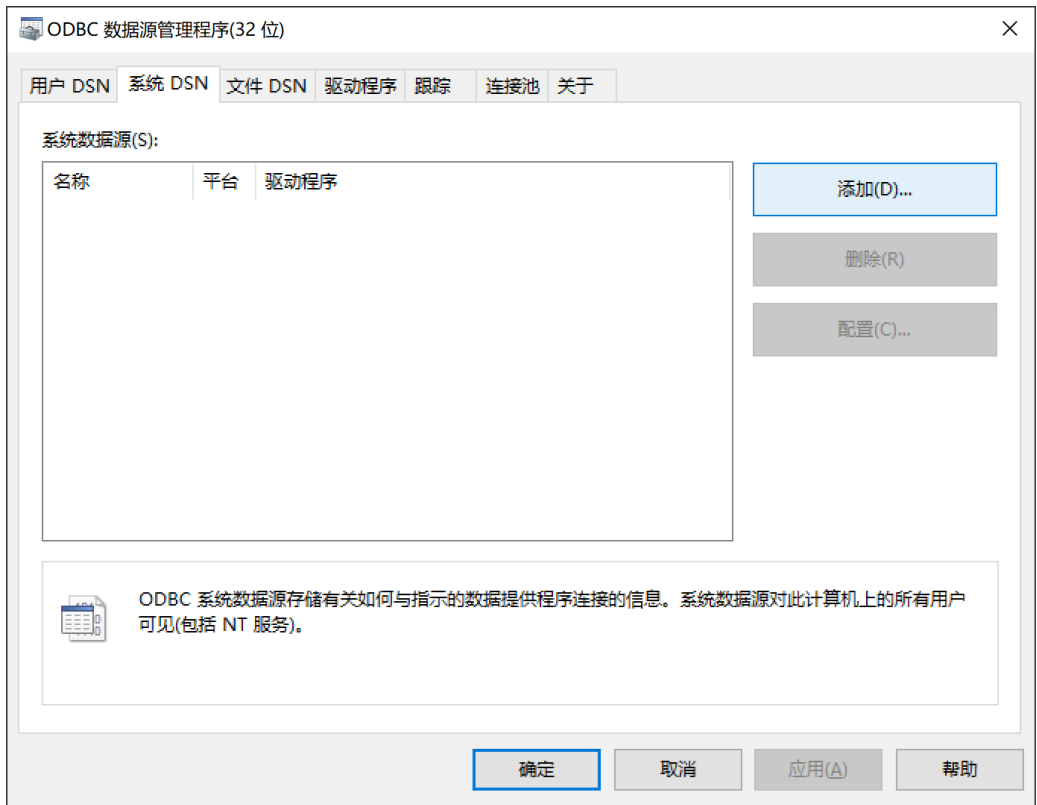 ODBC 数据源管理程序(32 位)
用户 DSN 系统 DSN 文件 DSN 驱动程序 跟踪 连接池 关于
系统数据源(S):
名称 平台 驱动程序
添加(D)...
删除(R)
配置(C)...
ODBC 系统数据源存储有关如何与指示的数据提供程序连接的信息。系统数据源对此计算机上的所有用户
可见(包括 NT 服务)。
确定 取消 应用(A) 帮助